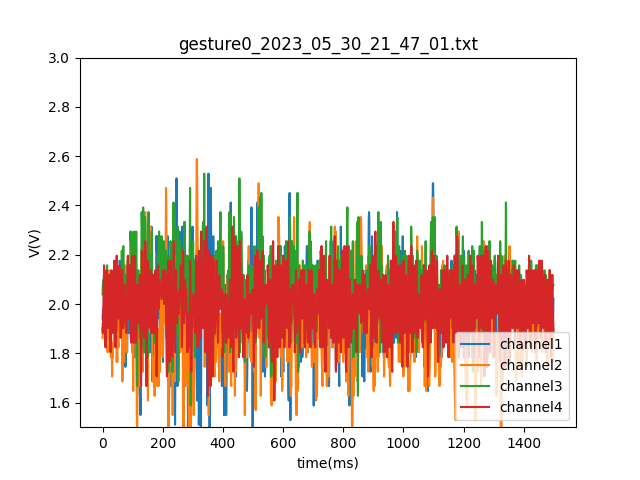 gesture0_2023_05_30_21_47_01.txt
3.0
2.8
2.6
2.4
2.2
2.0
1.8
1.6
V(V)
channel1
channel2
channel3
channel4
0 200 400 600 800 1000 1200 1400
time(ms)